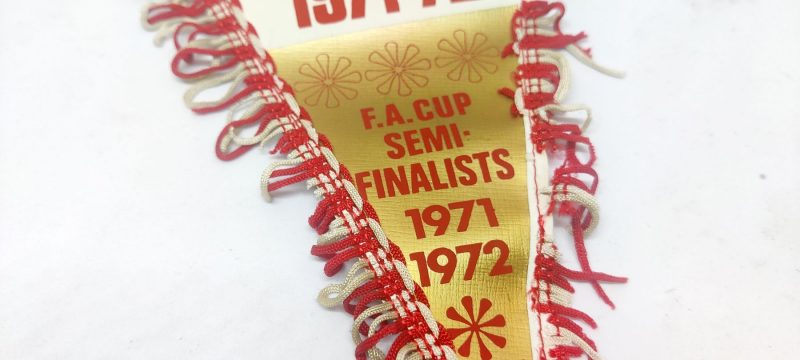 F.A. CUP
SEMI-
FINALISTS
1971
1972